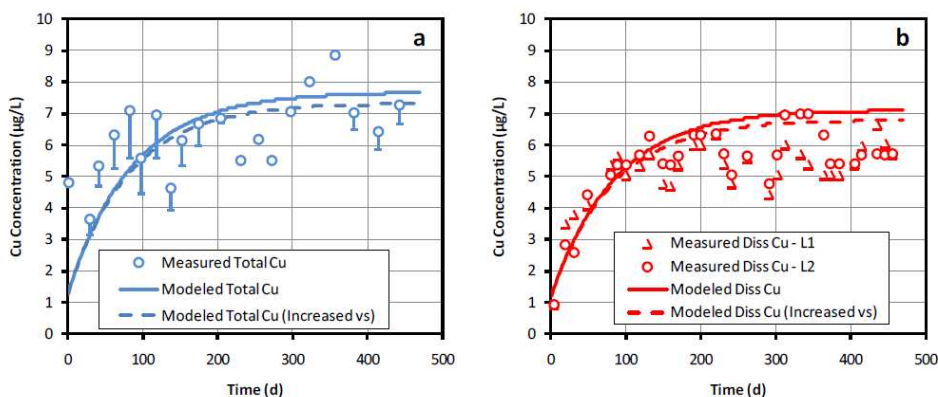 a
Cu Concentration (µg/L)
10
9
8
7
6
5
4
3
2
1
0
Measured Total Cu
Modeled Total Cu
Modeled Total Cu (Increased vs)
0 100 200 300 400 500
Time (d)
b
Cu Concentration (µg/L)
10
9
8
7
6
5
4
3
2
1
0
Measured Diss Cu - L1
Measured Diss Cu - L2
Modeled Diss Cu
Modeled Diss Cu (Increased vs)
0 100 200 300 400 500
Time (d)